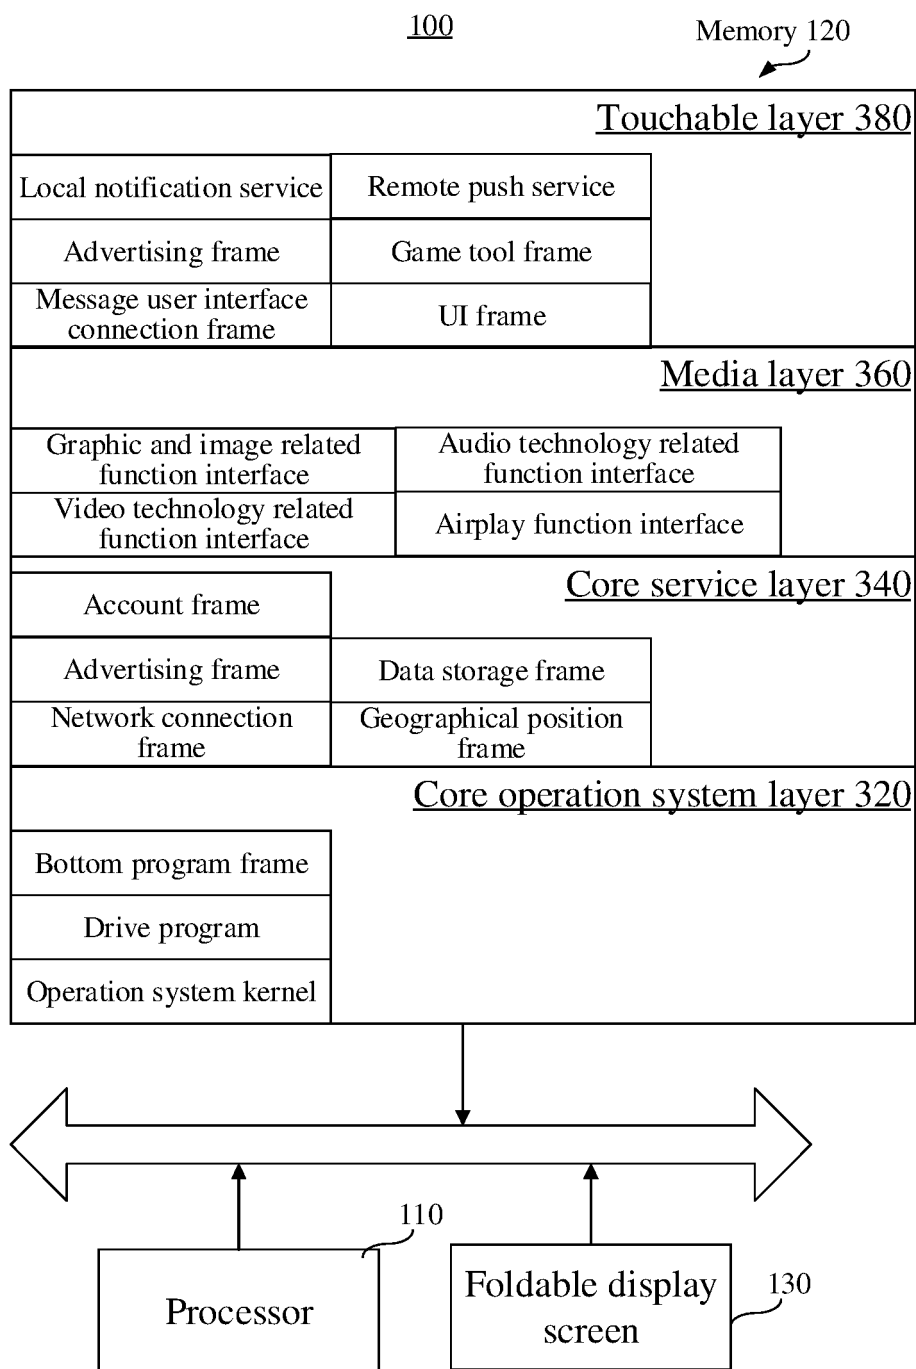 100
Memory 120
Touchable layer 380
Local notification service
Remote push service
Advertising frame
Game tool frame
Message user interface
connection frame
UI frame
Media layer 360
Graphic and image related
function interface
Audio technology related
function interface
Video technology related
function interface
Airplay function interface
Core service layer 340
Account frame
Advertising frame
Data storage frame
Network connection
frame
Geographical position
frame
Core operation system layer 320
Bottom program frame
Drive program
Operation system kernel
110
Processor
Foldable display
screen
130